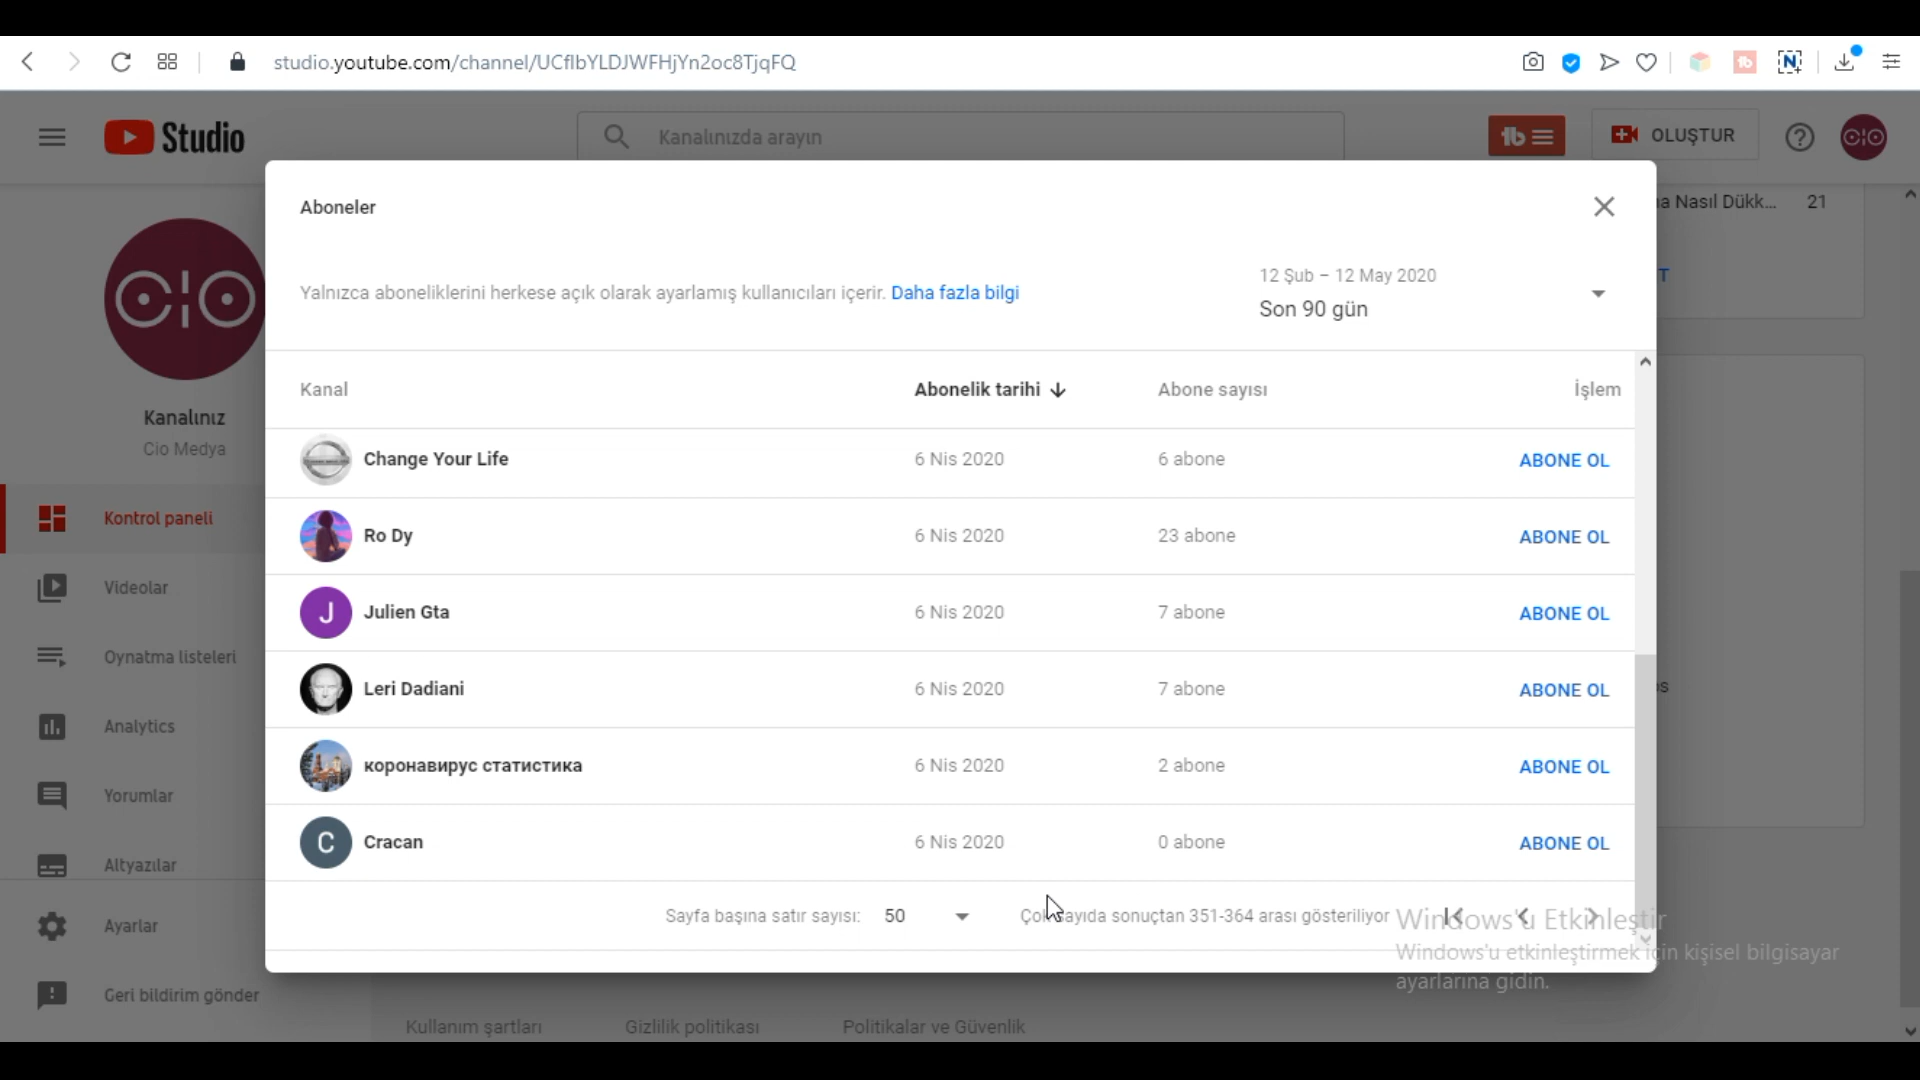 studio.youtube.com/channel/UCflbYLDJWFHjYn2oc8TjqFQ
Studio
Kanalınızda arayın
OLUŞTUR
Aboneler
Yalnızca aboneliklerini herkese açık olarak ayarlamış kullanıcıları içerir. Daha fazla bilgi
12 Şub – 12 May 2020
Son 90 gün
Kanal Abonelik tarihi Abone sayısı İşlem
Change Your Life 6 Nis 2020 6 abone ABONE OL
Ro Dy 6 Nis 2020 23 abone ABONE OL
J Julien Gta 6 Nis 2020 7 abone ABONE OL
Leri Dadiani 6 Nis 2020 7 abone ABONE OL
коронавирус статистика 6 Nis 2020 2 abone ABONE OL
C Cracan 6 Nis 2020 0 abone ABONE OL
Sayfa başına satır sayısı: 50 sonuçtan 351-364 arası gösteriliyor
Kanalınız
Cio Medya
Kontrol paneli
Videolar
Oynatma listeleri
Analytics
Yorumlar
Altyazılar
Ayarlar
Geri bildirim gönder
Nasıl Dükk... 21
Windows'u Etkinleştir
Windows'u etkinleştirmek için kişisel bilgisayar
ayarlarına gidin.
Kullanım şartları Gizlilik politikası Politikalar ve Güvenlik